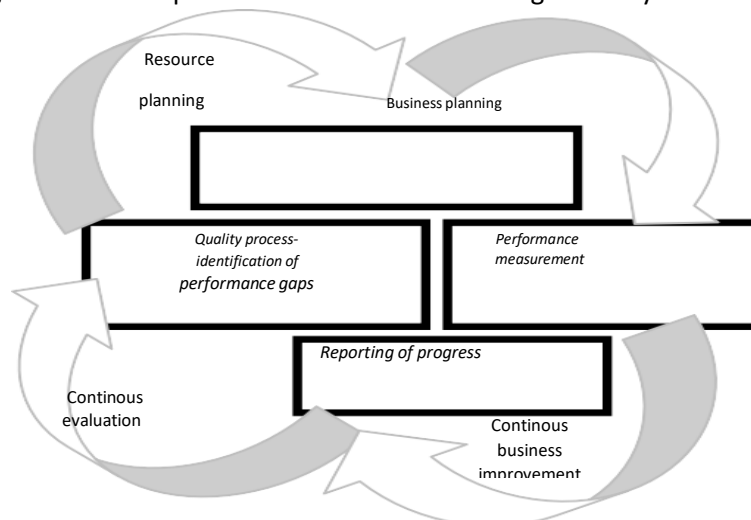 Resource
planning
Business planning
Quality process-
identification of
performance gaps
Performance
measurement
Reporting of progress
Continous
evaluation
Continous
business
improvement